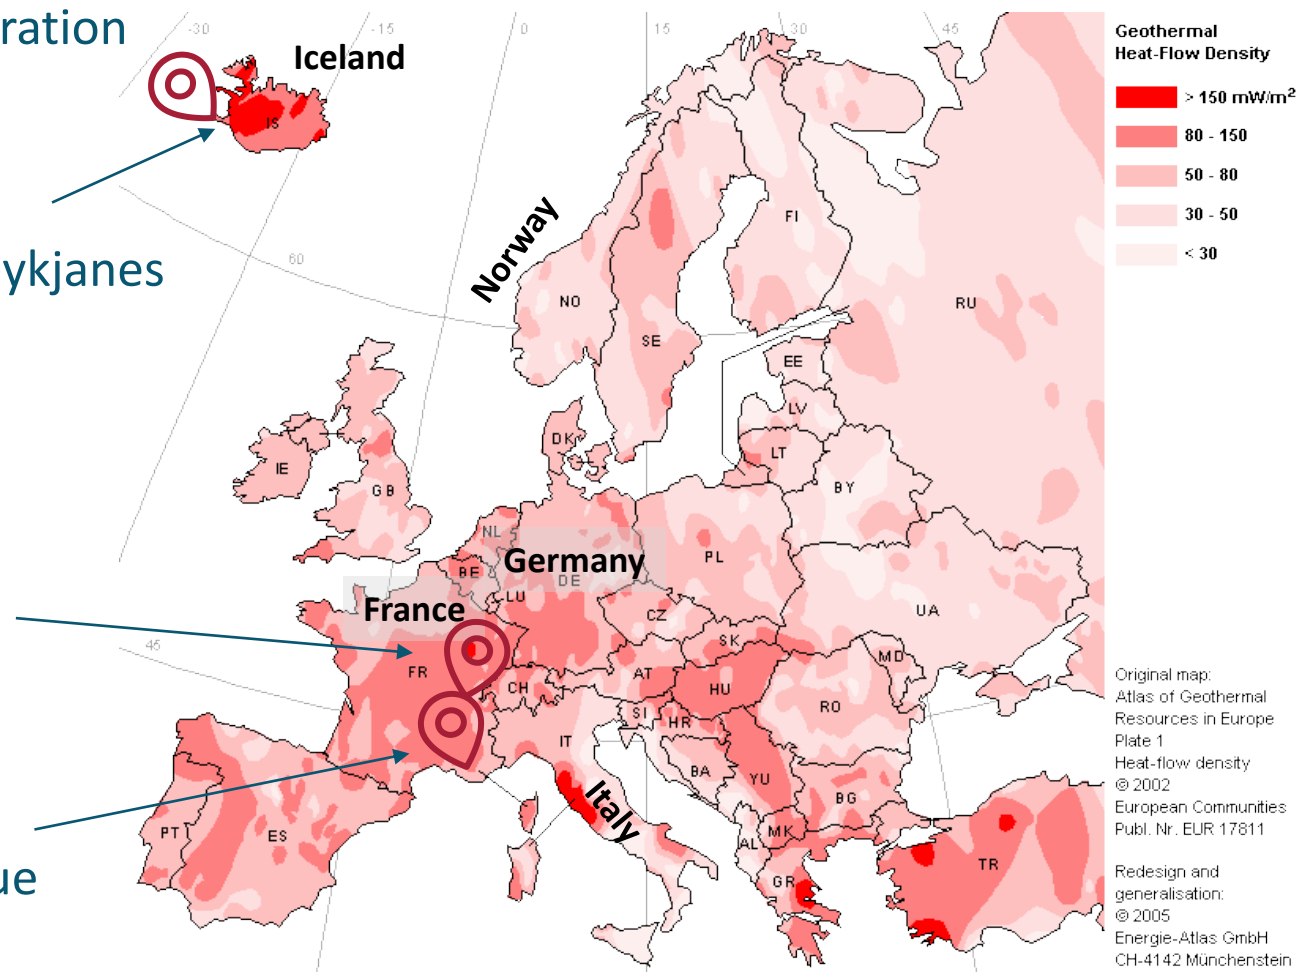 ration
-30
-15
0
15
30
45
Iceland
Geothermal
Heat-Flow Density
> 150 mW/m²
80 - 150
50 - 80
30 - 50
< 30
IS
60
ykjanes
Norway
FI
NO
RU
SE
EE
LV
DK
LT
IE
GB
BY
NL
Germany
PL
BE
DE
LU
France
CZ
UA
SK
45
FR
MD
AT
CH
HU
RO
SI
HR
IT
BA
YU
BG
Italy
PT
ES
MK
AL
GR
TR
ue
Original map:
Atlas of Geothermal
Resources in Europe
Plate 1
Heat-flow density
© 2002
European Communities
Publ. Nr. EUR 17811
Redesign and
generalisation:
© 2005
Energie-Atlas GmbH
CH-4142 Münchenstein